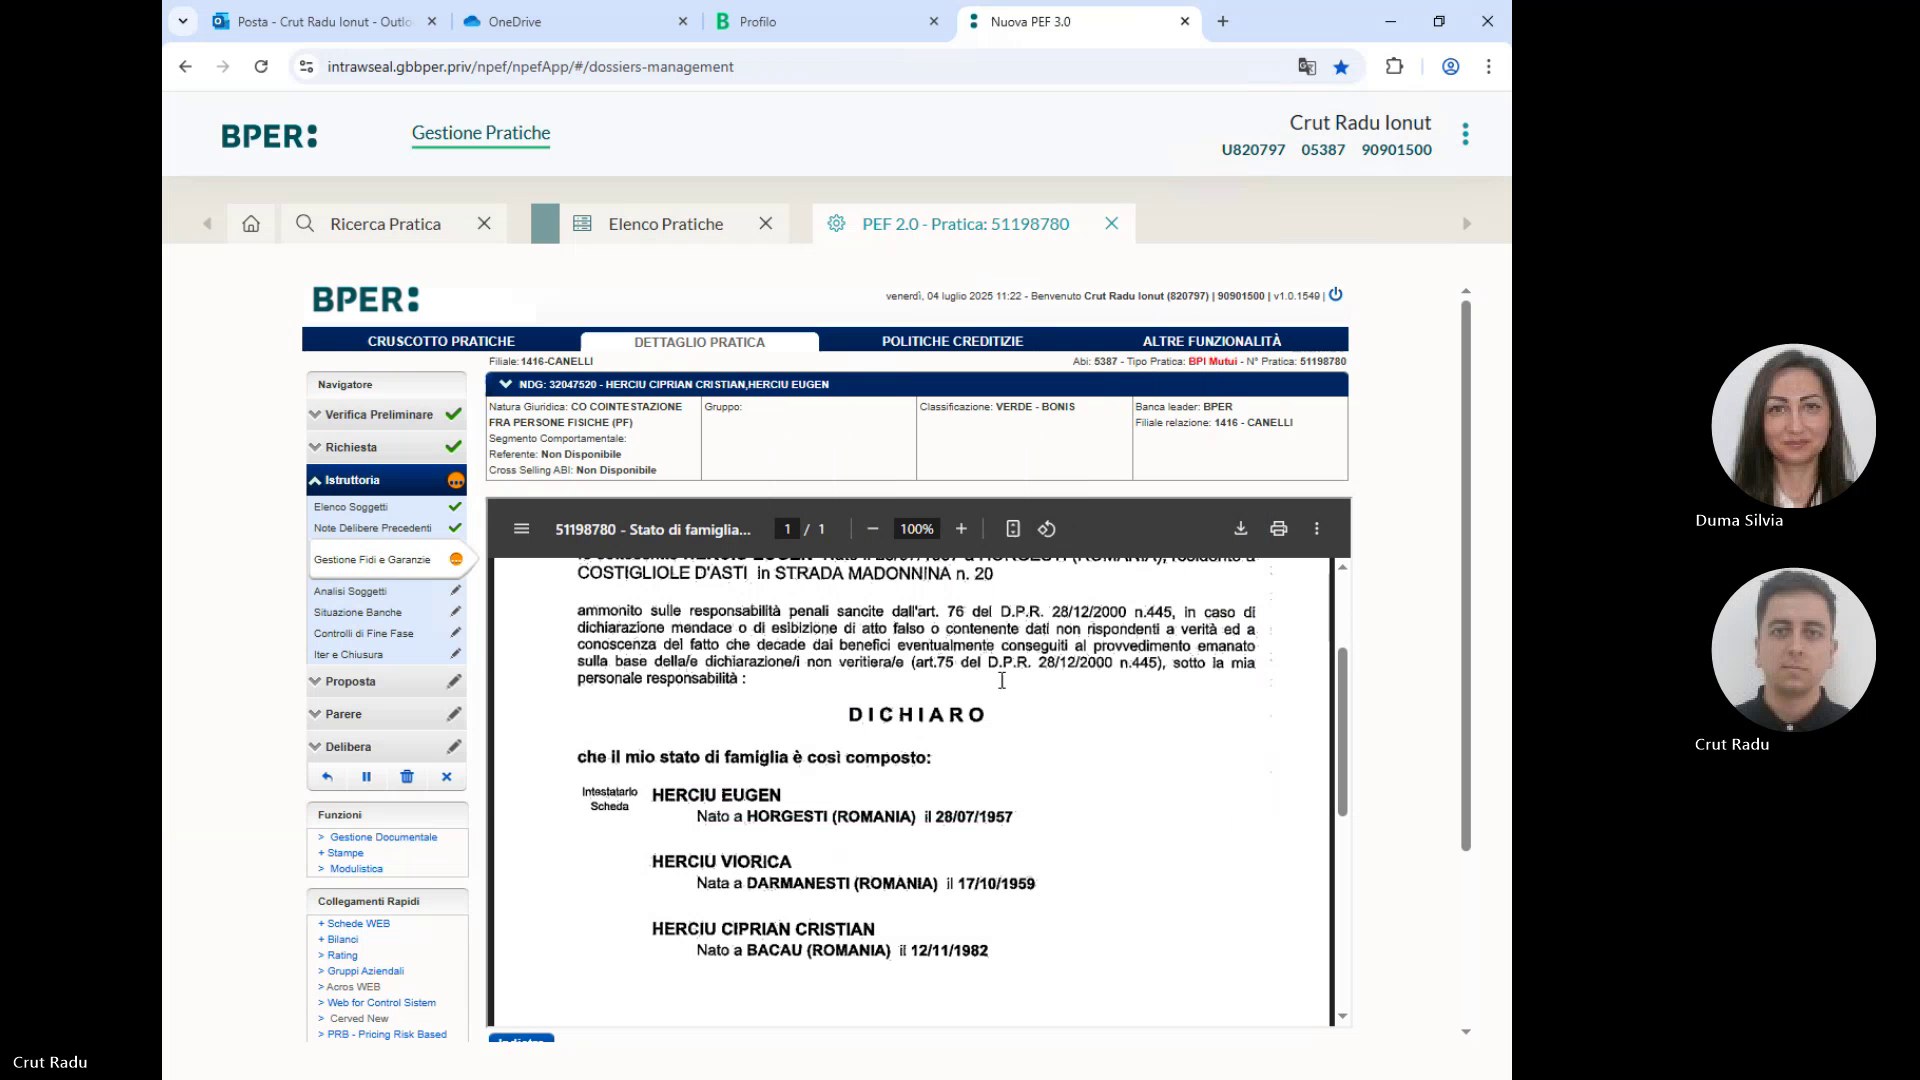 Posta - Crut Radu Ionut - Outlo
OneDrive
Profilo
Nuova PEF 3.0
intrawseal.gbbper.priv/npef/npefApp/#/dossiers-management
BPER:
Gestione Pratiche
Crut Radu Ionut
U820797 05387 90901500
Ricerca Pratica
Elenco Pratiche
PEF 2.0 - Pratica: 51198780
BPER:
venerdì, 04 luglio 2025 11:22 - Benvenuto Crut Radu Ionut (820797) | 90901500 | v1.0.1549 |
CRUSCOTTO PRATICHE
DETTAGLIO PRATICA
POLITICHE CREDITIZIE
ALTRE FUNZIONALITÀ
Filiale: 1416-CANELLI
Abi: 5387 - Tipo Pratica: BPI Mutui - N° Pratica: 51198780
Navigatore
Verifica Preliminare
Richiesta
Istruttoria
Elenco Soggetti
Note Delibere Precedenti
Gestione Fidi e Garanzie
Analisi Soggetti
Situazione Banche
Controlli di Fine Fase
Iter e Chiusura
Proposta
Parere
Delibera
Funzioni
> Gestione Documentale
+ Stampe
> Modulistica
Collegamenti Rapidi
+ Schede WEB
+ Bilanci
> Rating
> Gruppi Aziendali
> Acros WEB
> Web for Control Sistem
> Cerved New
> PRB - Pricing Risk Based
NDG: 32047520 - HERCIU CIPRIAN CRISTIAN,HERCIU EUGEN
Natura Giuridica: CO COINTESTAZIONE
FRA PERSONE FISICHE (PF)
Segmento Comportamentale:
Referente: Non Disponibile
Cross Selling ABI: Non Disponibile
Gruppo:
Classificazione: VERDE - BONIS
Banca leader: BPER
Filiale relazione: 1416 - CANELLI
51198780 - Stato di famiglia...
1 / 1
100%
COSTIGLIOLE D'ASTI in STRADA MADONNINA n. 20
ammonito sulle responsabilità penali sancite dall'art. 76 del D.P.R. 28/12/2000 n.445, in caso di
dichiarazione mendace o di esibizione di atto falso o contenente dati non rispondenti a verità ed a
conoscenza del fatto che decade dai benefici eventualmente conseguiti al provvedimento emanato
sulla base della/e dichiarazione/i non veritiera/e (art.75 del D.P.R. 28/12/2000 n.445), sotto la mia
personale responsabilità :
DICHIARO
che il mio stato di famiglia è così composto:
Intestatario
Scheda
HERCIU EUGEN
Nato a HORGESTI (ROMANIA) il 28/07/1957
HERCIU VIORICA
Nata a DARMANESTI (ROMANIA) il 17/10/1959
HERCIU CIPRIAN CRISTIAN
Nato a BACAU (ROMANIA) il 12/11/1982
Duma Silvia
Crut Radu
Crut Radu